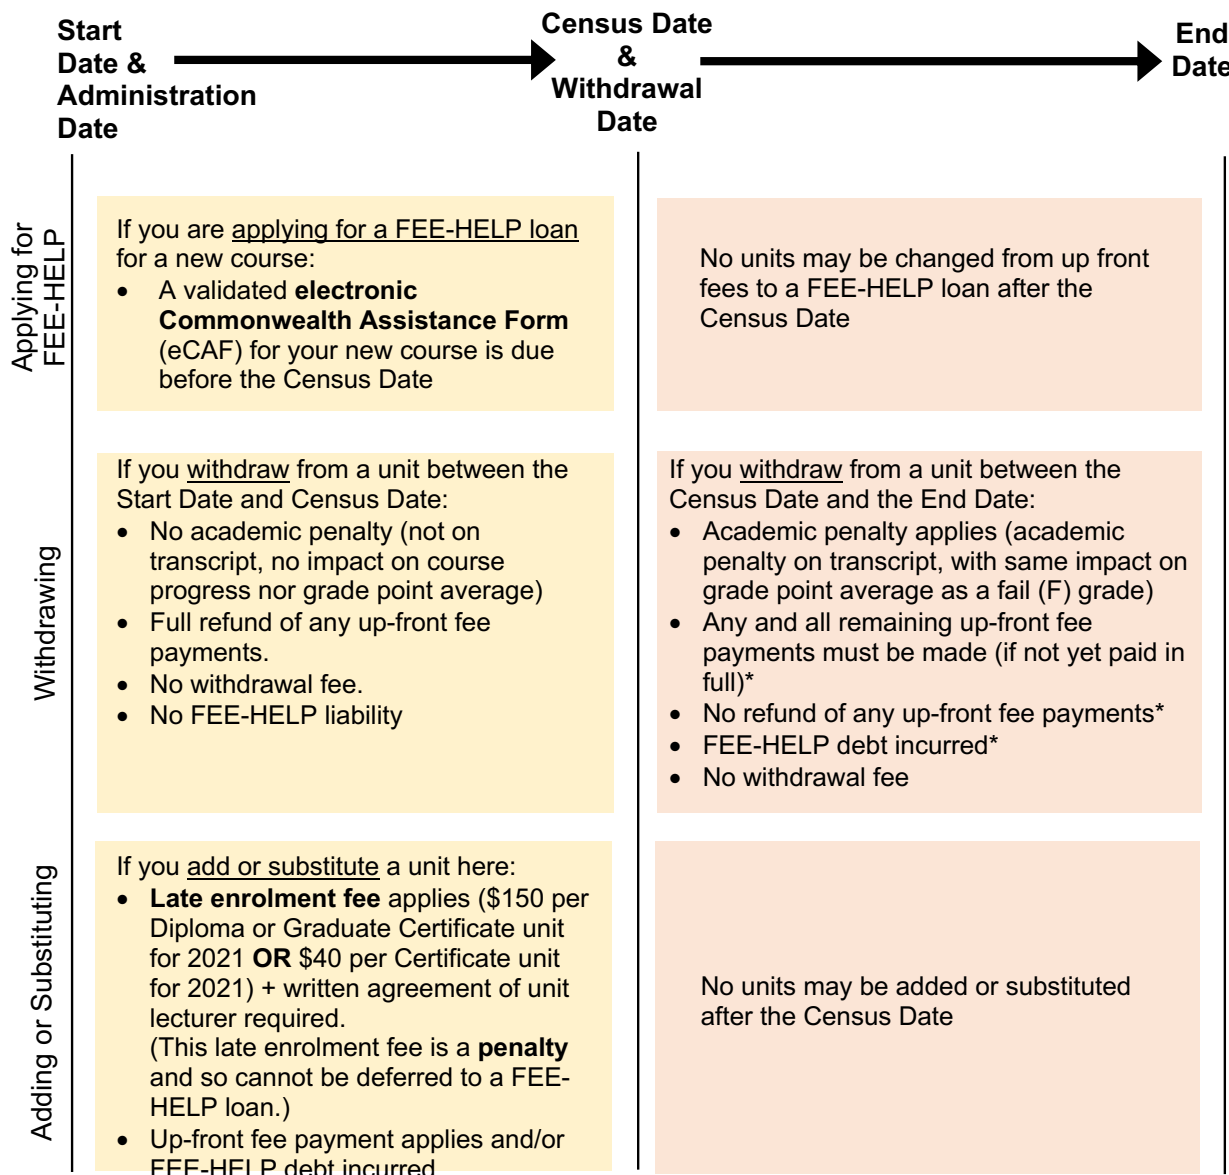 Start
Date &
Administration
Date
Census Date
&
Withdrawal
Date
End
Date
Applying for
FEE-HELP
If you are applying for a FEE-HELP loan
for a new course:
• A validated electronic
Commonwealth Assistance Form
(eCAF) for your new course is due
before the Census Date
No units may be changed from up front
fees to a FEE-HELP loan after the
Census Date
Withdrawing
If you withdraw from a unit between the
Start Date and Census Date:
• No academic penalty (not on
transcript, no impact on course
progress nor grade point average)
• Full refund of any up-front fee
payments.
• No withdrawal fee.
• No FEE-HELP liability
If you withdraw from a unit between the
Census Date and the End Date:
• Academic penalty applies (academic
penalty on transcript, with same impact on
grade point average as a fail (F) grade)
• Any and all remaining up-front fee
payments must be made (if not yet paid in
full)*
• No refund of any up-front fee payments*
• FEE-HELP debt incurred*
• No withdrawal fee
Adding or Substituting
If you add or substitute a unit here:
• Late enrolment fee applies ($150 per
Diploma or Graduate Certificate unit
for 2021 OR $40 per Certificate unit
for 2021) + written agreement of unit
lecturer required.
(This late enrolment fee is a penalty
and so cannot be deferred to a FEE-
HELP loan.)
• Up-front fee payment applies and/or
FEE-HELP debt incurred
No units may be added or substituted
after the Census Date